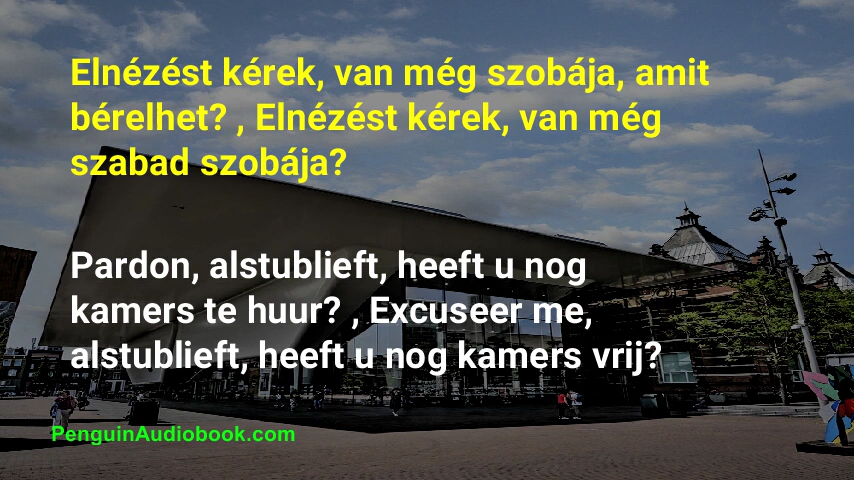 Elnézést kérek, van még szobája, amit
bérelhet? , Elnézést kérek, van még
szabad szobája?
Pardon, alstublieft, heeft u nog
kamers te huur? , Excuseer me,
alstublieft, heeft u nog kamers vrij?
PenguinAudiobook.com